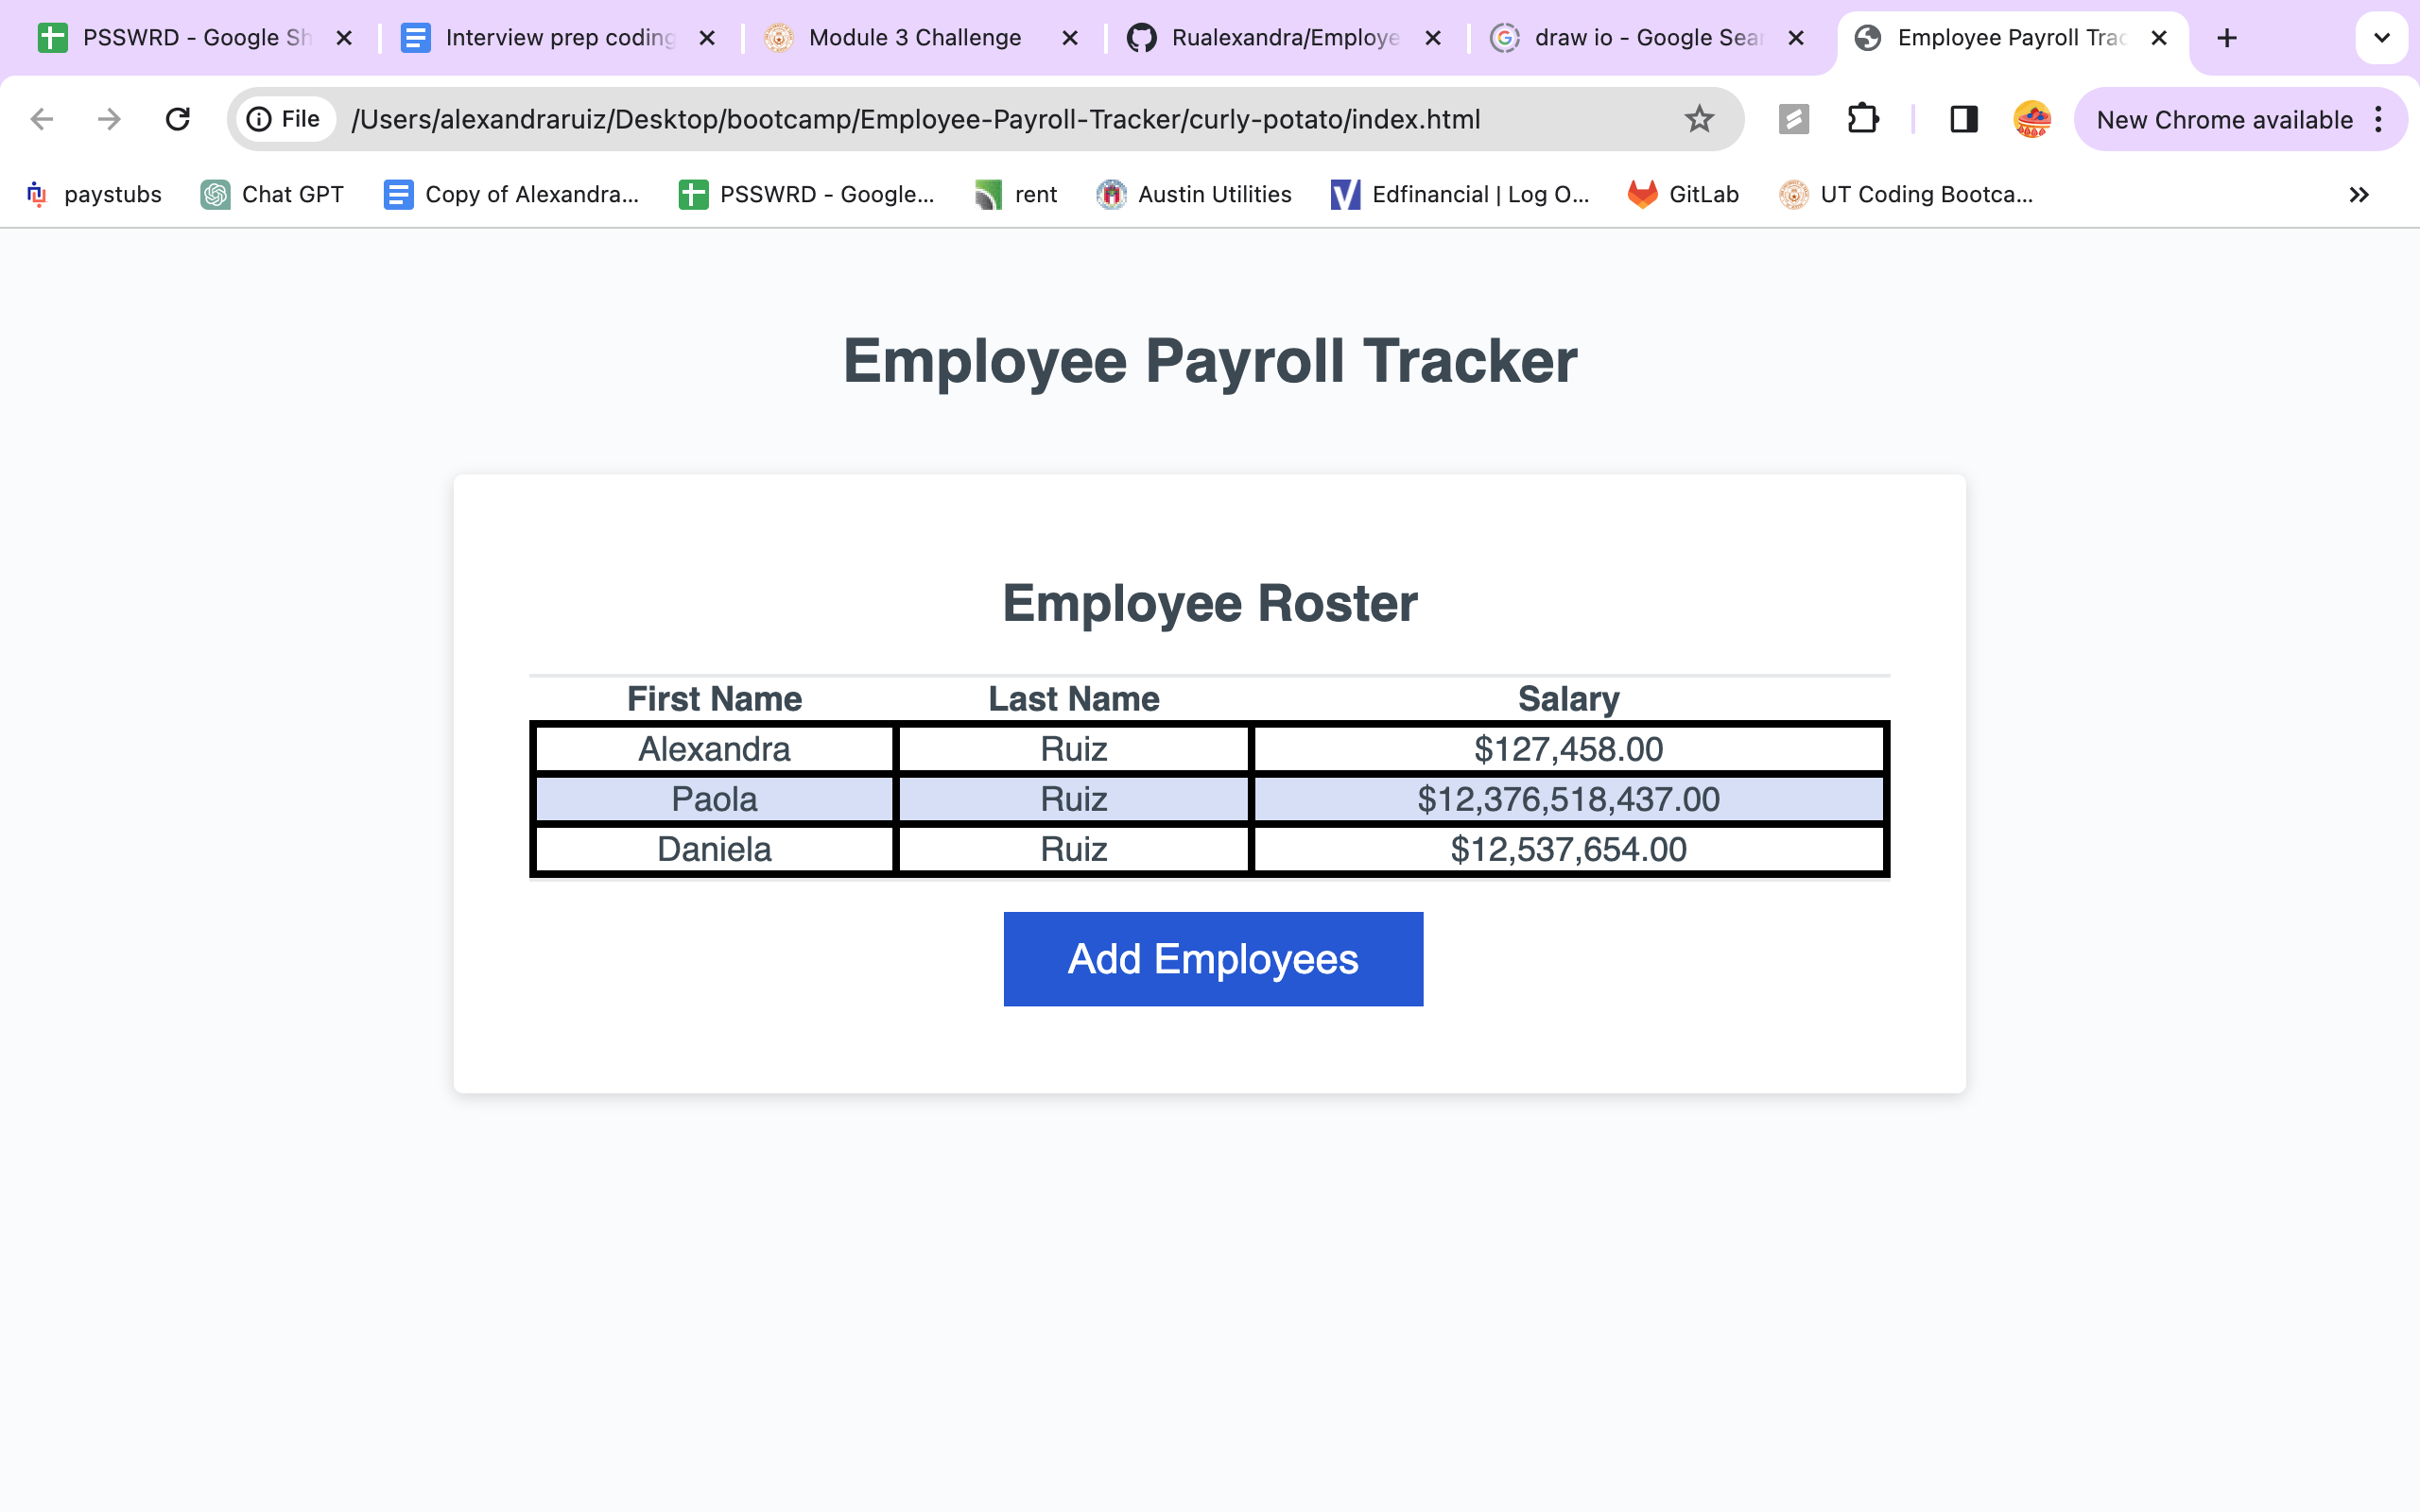 PSSWRD - Google Sh
Interview prep coding
Module 3 Challenge
Rualexandra/Employe
draw io - Google Sear
Employee Payroll Trac
File /Users/alexandraruiz/Desktop/bootcamp/Employee-Payroll-Tracker/curly-potato/index.html
New Chrome available
paystubs
Chat GPT
Copy of Alexandra...
PSSWRD - Google...
rent
Austin Utilities
Edfinancial | Log O...
GitLab
UT Coding Bootca...
Employee Payroll Tracker
Employee Roster
First Name Last Name Salary
Alexandra Ruiz $127,458.00
Paola Ruiz $12,376,518,437.00
Daniela Ruiz $12,537,654.00
Add Employees